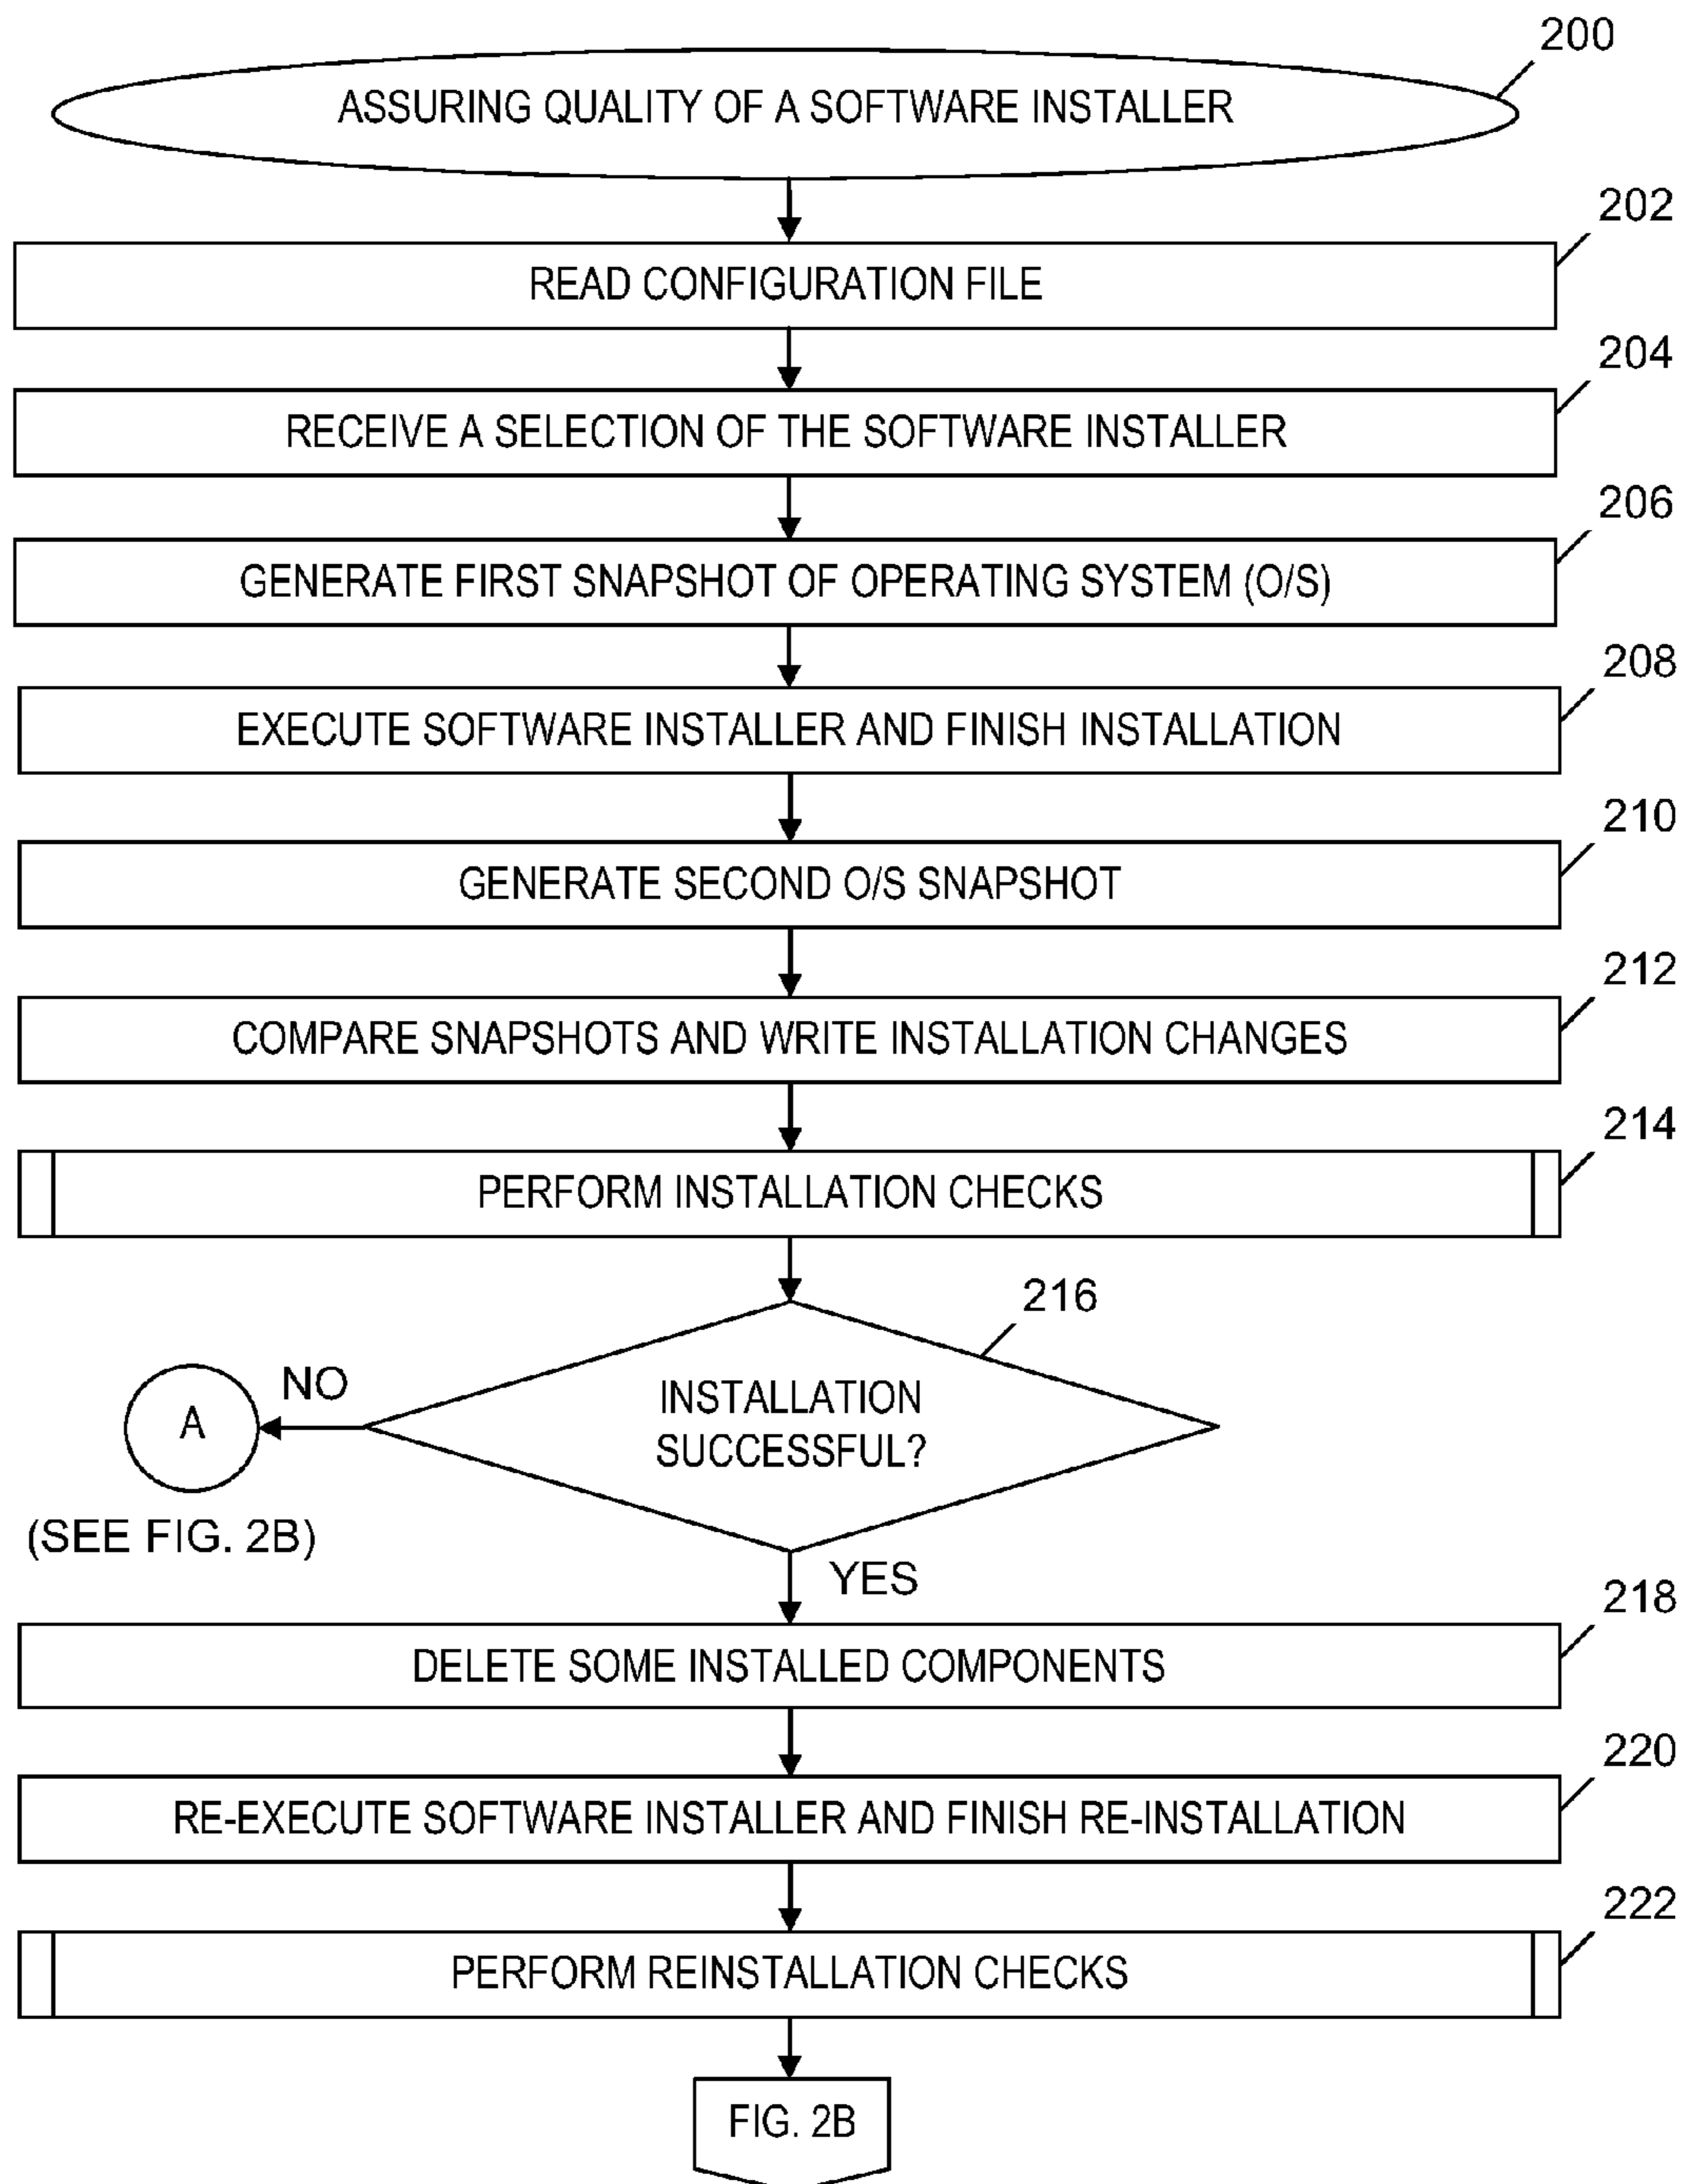 200
ASSURING QUALITY OF A SOFTWARE INSTALLER
202
READ CONFIGURATION FILE
204
RECEIVE A SELECTION OF THE SOFTWARE INSTALLER
206
GENERATE FIRST SNAPSHOT OF OPERATING SYSTEM (O/S)
208
EXECUTE SOFTWARE INSTALLER AND FINISH INSTALLATION
210
GENERATE SECOND O/S SNAPSHOT
212
COMPARE SNAPSHOTS AND WRITE INSTALLATION CHANGES
214
PERFORM INSTALLATION CHECKS
216
INSTALLATION
SUCCESSFUL?
NO
A
(SEE FIG. 2B)
YES
218
DELETE SOME INSTALLED COMPONENTS
220
RE-EXECUTE SOFTWARE INSTALLER AND FINISH RE-INSTALLATION
222
PERFORM REINSTALLATION CHECKS
FIG. 2B